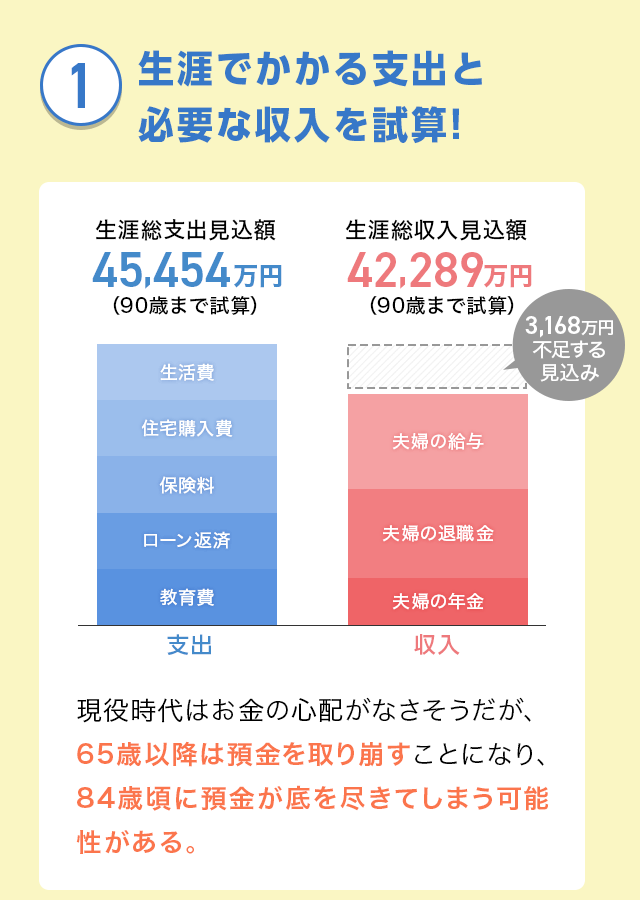 1
生涯でかかる支出と
必要な収入を試算!
生涯総支出見込額
45,454万円
(90歳まで試算)
生涯総収入見込額
42,289万円
(90歳まで試算)
3,168万円
不足する
見込み
生活費
住宅購入費
保険料
ローン返済
教育費
夫婦の給与
夫婦の退職金
夫婦の年金
支出
収入
現役時代はお金の心配がなさそうだが、
65歳以降は預金を取り崩すことになり、
84歳頃に預金が底を尽きてしまう可能
性がある。